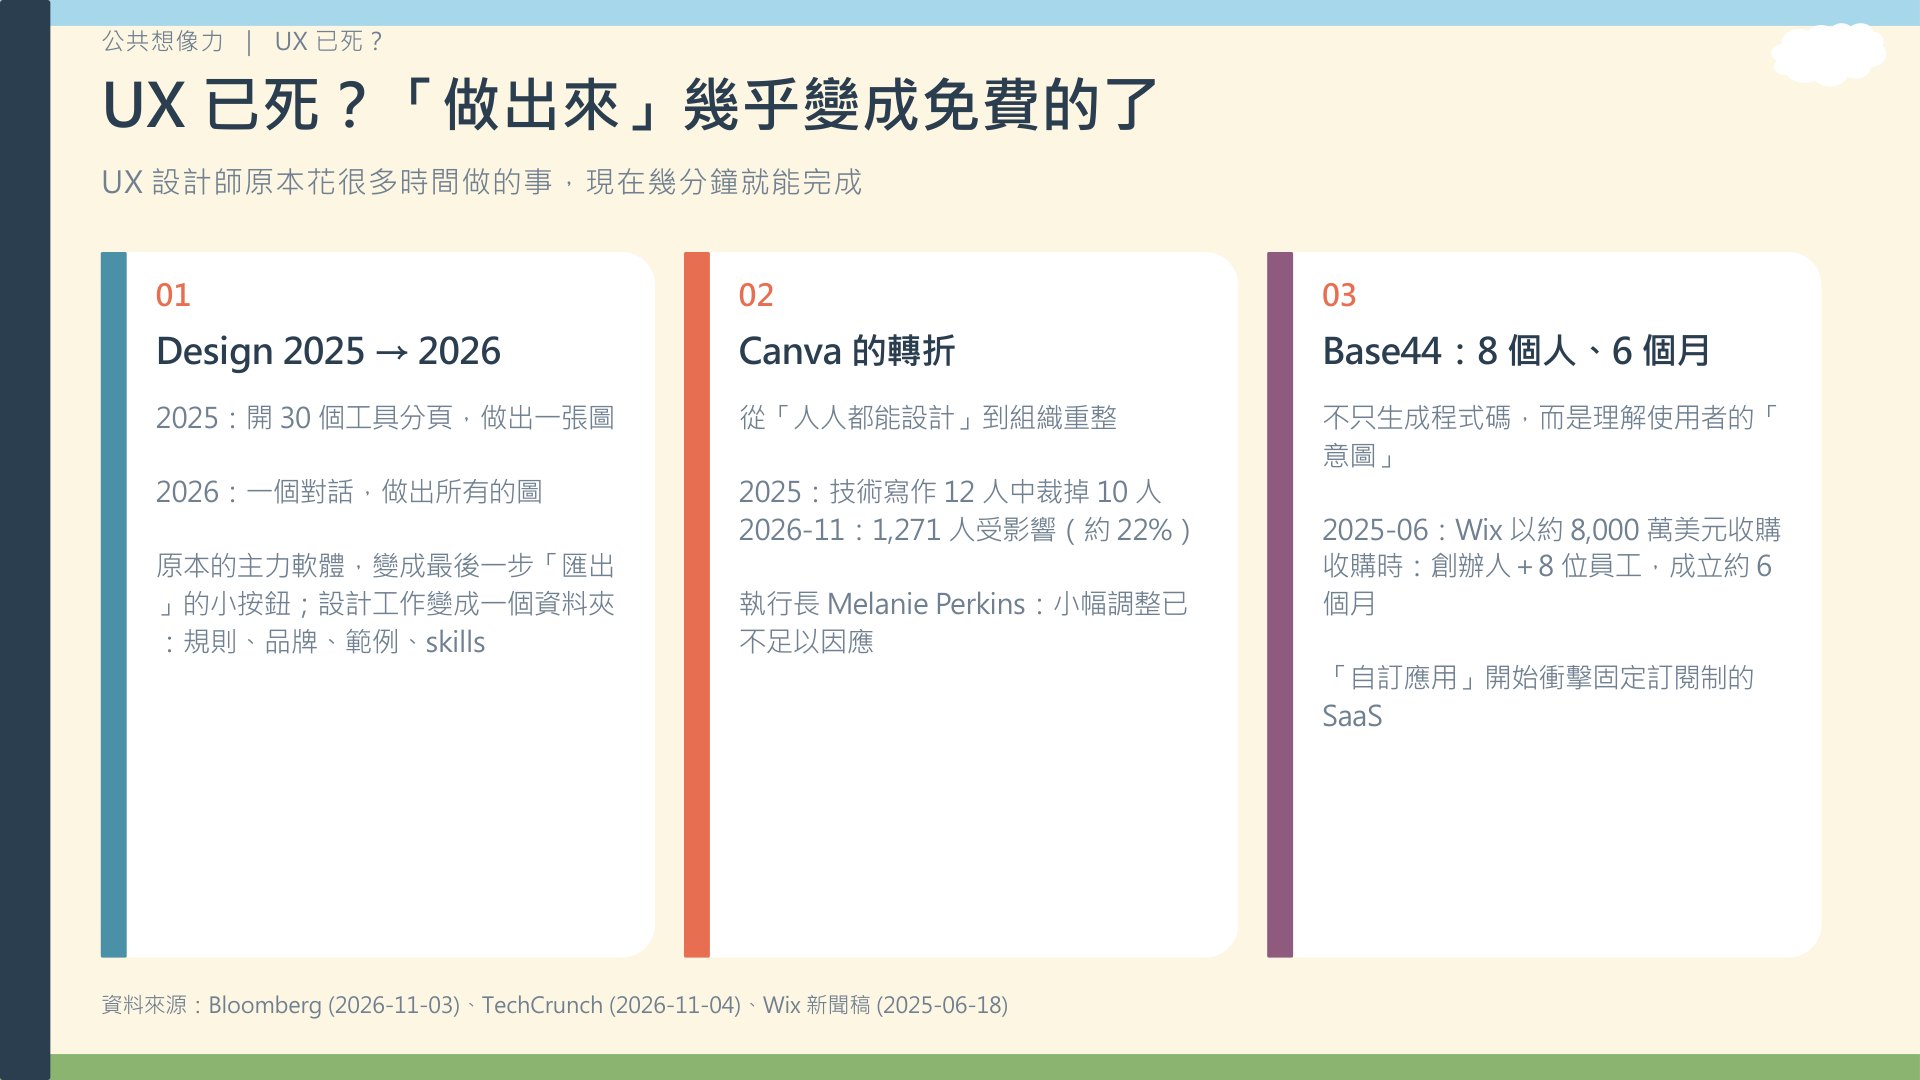 公共想像力 | UX 已死？
UX 已死？「做出來」幾乎變成免費的了
UX 設計師原本花很多時間做的事，現在幾分鐘就能完成
01
Design 2025 → 2026
2025：開 30 個工具分頁，做出一張圖
2026：一個對話，做出所有的圖
原本的主力軟體，變成最後一步「匯出
」的小按鈕；設計工作變成一個資料夾
：規則、品牌、範例、skills
02
Canva 的轉折
從「人人都能設計」到組織重整
2025：技術寫作 12 人中裁掉 10 人
2026-11：1,271 人受影響（約 22%）
執行長 Melanie Perkins：小幅調整已
不足以因應
03
Base44：8 個人、6 個月
不只生成程式碼，而是理解使用者的「
意圖」
2025-06：Wix 以約 8,000 萬美元收購
收購時：創辦人＋8 位員工，成立約 6
個月
「自訂應用」開始衝擊固定訂閱制的
SaaS
資料來源：Bloomberg (2026-11-03)、TechCrunch (2026-11-04)、Wix 新聞稿 (2025-06-18)